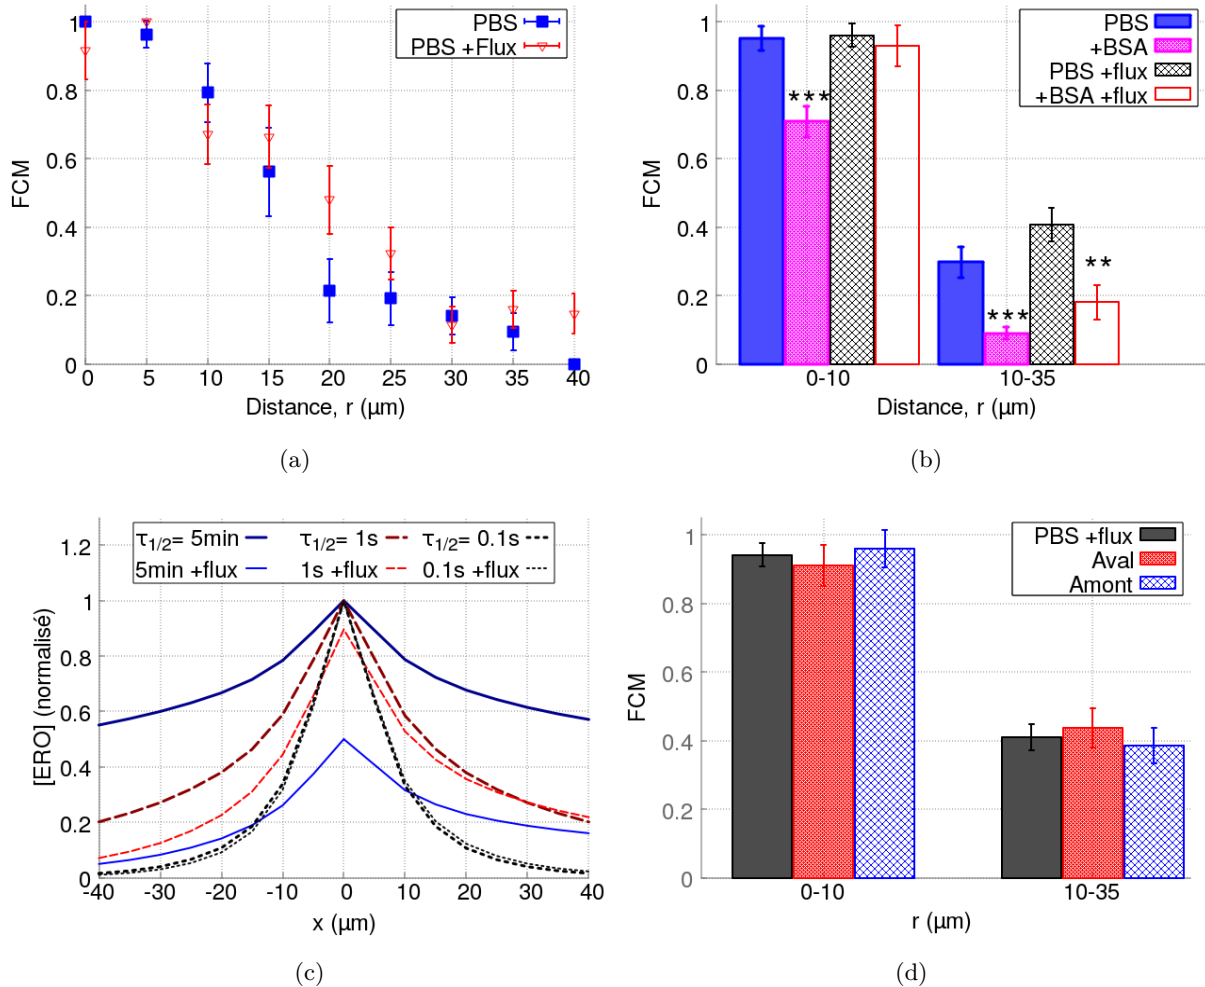 1
0.8
0.6
0.4
0.2
0
FCM
PBS
PBS +Flux
0 5 10 15 20 25 30 35 40
Distance, r (µm)
(a)
1
0.8
0.6
0.4
0.2
0
FCM
PBS
+BSA
PBS +flux
+BSA +flux
***
***
**
0-10 10-35
Distance, r (µm)
(b)
1.2
1
0.8
0.6
0.4
0.2
0
[ERO] (normalisé)
τ1/2= 5min τ1/2= 1s τ1/2= 0.1s
5min +flux 1s +flux 0.1s +flux
-40 -30 -20 -10 0 10 20 30 40
x (µm)
(c)
1
0.8
0.6
0.4
0.2
0
FCM
PBS +flux
Aval
Amont
0-10 10-35
r (µm)
(d)